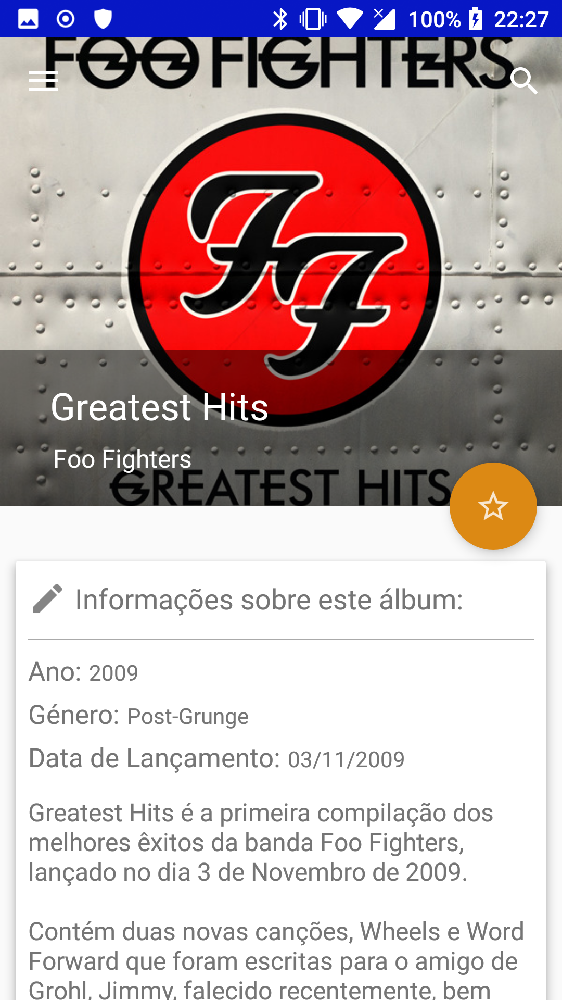 100% 22:27
FOO FIGHTERS
FF
Greatest Hits
Foo Fighters
GREATEST HITS
Informações sobre este álbum:
Ano: 2009
Género: Post-Grunge
Data de Lançamento: 03/11/2009
Greatest Hits é a primeira compilação dos
melhores êxitos da banda Foo Fighters,
lançado no dia 3 de Novembro de 2009.
Contém duas novas canções, Wheels e Word
Forward que foram escritas para o amigo de
Grohl, Jimmy, falecido recentemente, bem